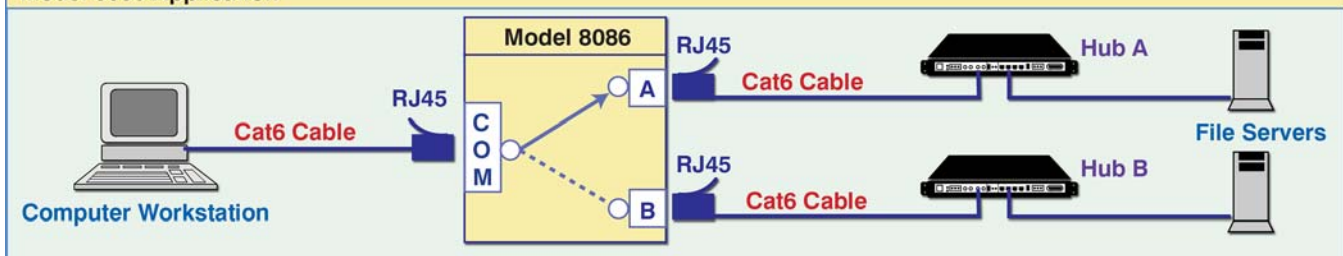 Model 8086
RJ45
Hub A
A
Cat6 Cable
RJ45
C
O
M
Cat6 Cable
File Servers
RJ45
Hub B
B
Cat6 Cable
Computer Workstation